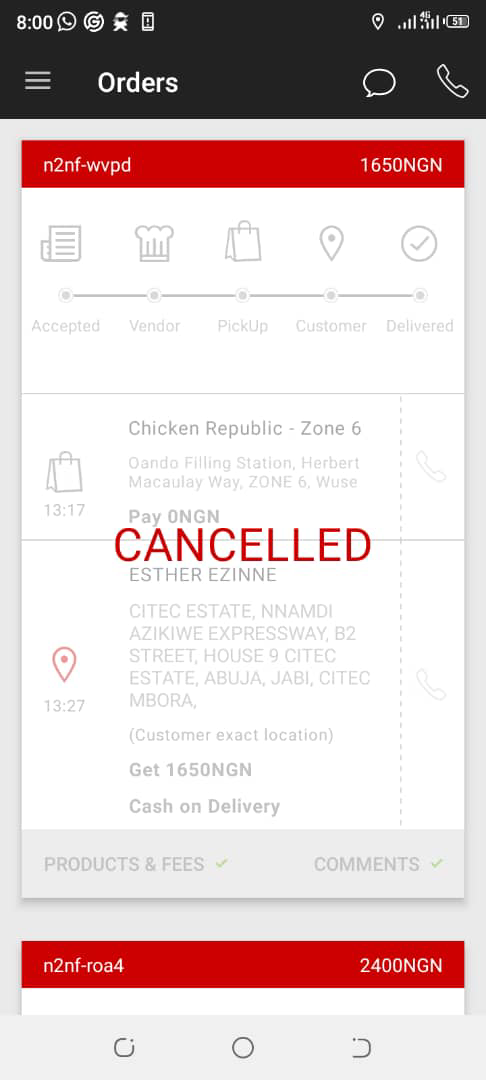 8:00
4G
51
Orders
n2nf-wvpd 1650NGN
Accepted Vendor PickUp Customer Delivered
Chicken Republic - Zone 6
Oando Filling Station, Herbert
Macaulay Way, ZONE 6, Wuse
13:17
Pay 0NGN
CANCELLED
ESTHER EZINNE
CITEC ESTATE, NNAMDI
AZIKIWE EXPRESSWAY, B2
STREET, HOUSE 9 CITEC
ESTATE, ABUJA, JABI, CITEC
MBORA,
13:27
(Customer exact location)
Get 1650NGN
Cash on Delivery
PRODUCTS & FEES COMMENTS
n2nf-roa4 2400NGN